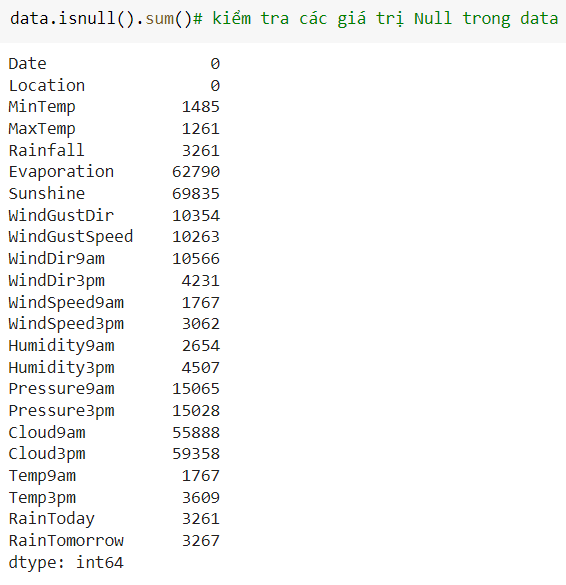 data.isnull().sum()# kiểm tra các giá trị Null trong data
Date 0
Location 0
MinTemp 1485
MaxTemp 1261
Rainfall 3261
Evaporation 62790
Sunshine 69835
WindGustDir 10354
WindGustSpeed 10263
WindDir9am 10566
WindDir3pm 4231
WindSpeed9am 1767
WindSpeed3pm 3062
Humidity9am 2654
Humidity3pm 4507
Pressure9am 15065
Pressure3pm 15028
Cloud9am 55888
Cloud3pm 59358
Temp9am 1767
Temp3pm 3609
RainToday 3261
RainTomorrow 3267
dtype: int64